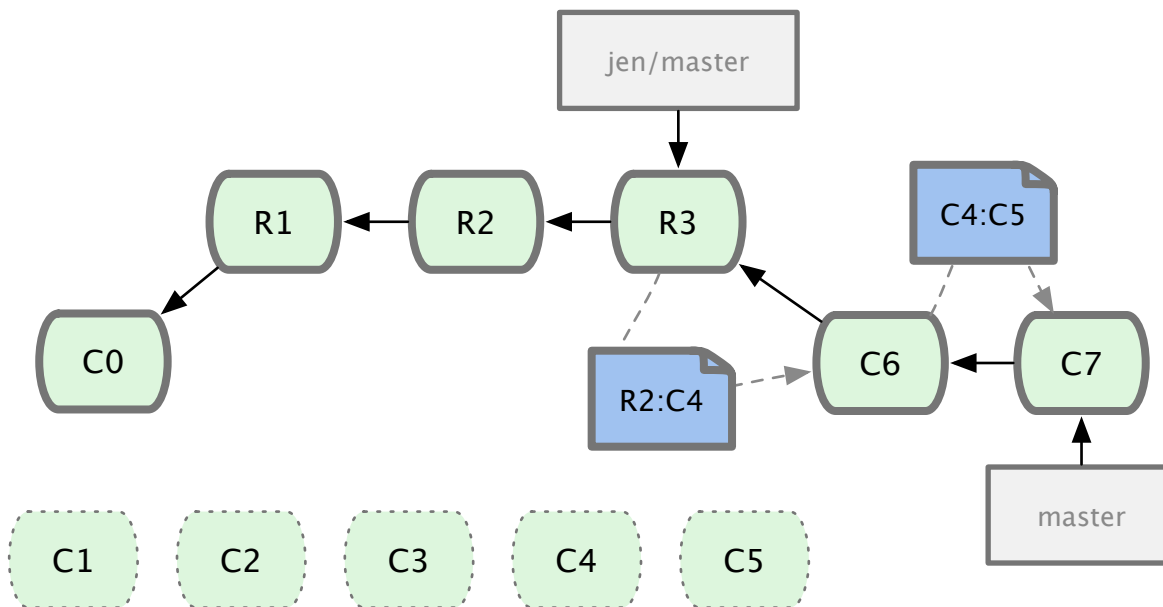 jen/master
R1
R2
R3
C4:C5
C0
R2:C4
C6
C7
master
C1
C2
C3
C4
C5